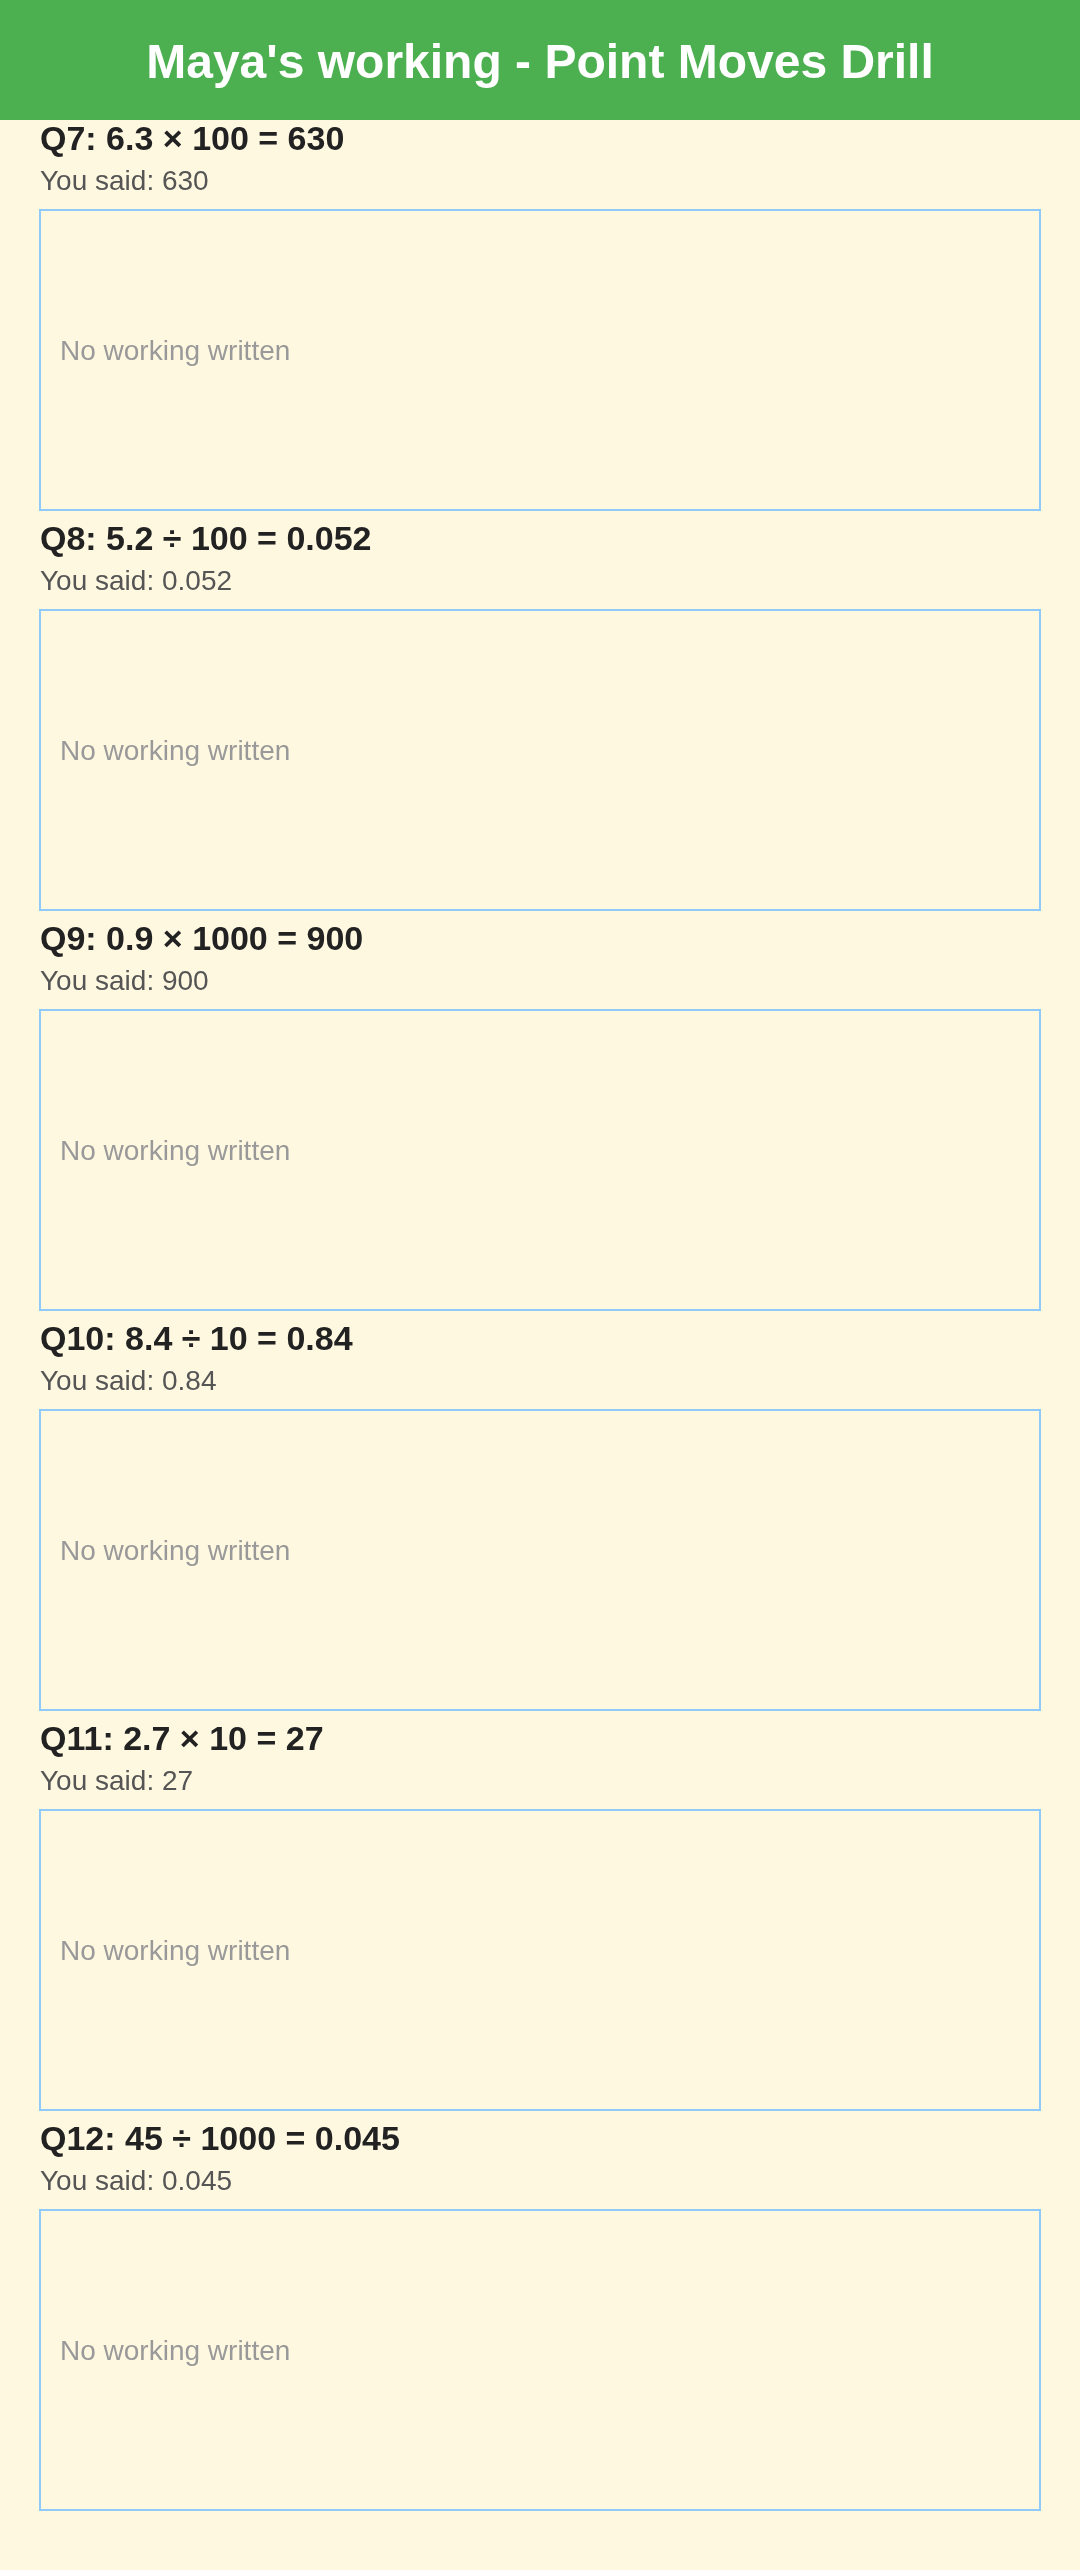 Maya's working - Point Moves Drill
Q7: 6.3 × 100 = 630
You said: 630
No working written
Q8: 5.2 ÷ 100 = 0.052
You said: 0.052
No working written
Q9: 0.9 × 1000 = 900
You said: 900
No working written
Q10: 8.4 ÷ 10 = 0.84
You said: 0.84
No working written
Q11: 2.7 × 10 = 27
You said: 27
No working written
Q12: 45 ÷ 1000 = 0.045
You said: 0.045
No working written